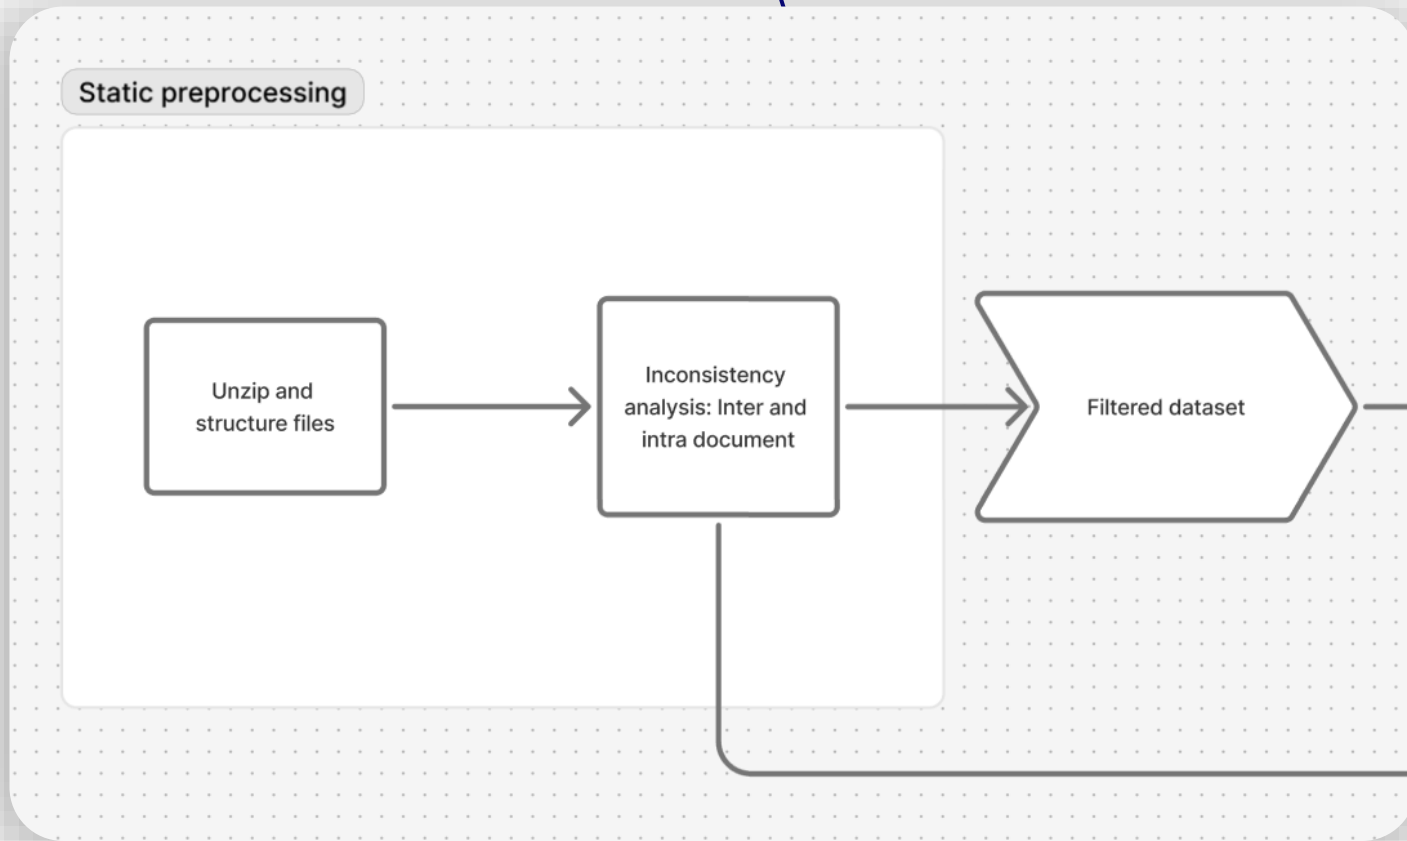 Static preprocessing
Unzip and
structure files
Inconsistency
analysis: Inter and
intra document
Filtered dataset